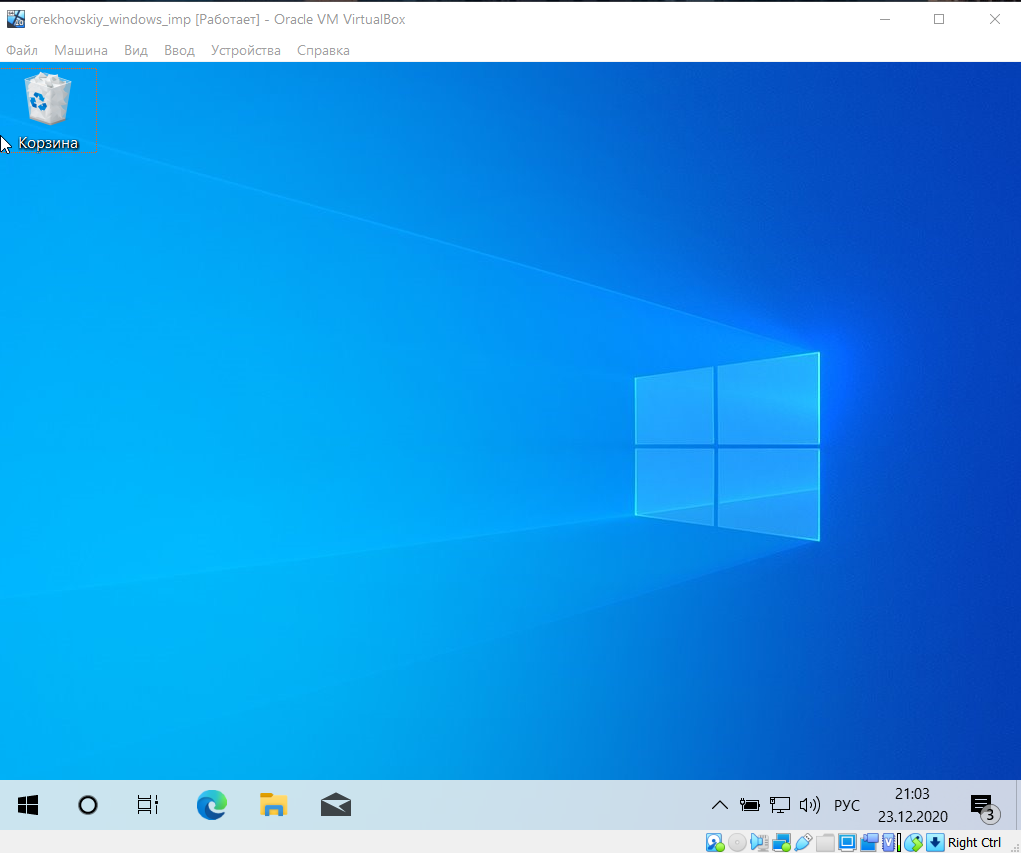 orekhovskiy_windows_imp [Работает] - Oracle VM VirtualBox
Файл Машина Вид Ввод Устройства Справка
Корзина
РУС
21:03
23.12.2020
3
Right Ctrl